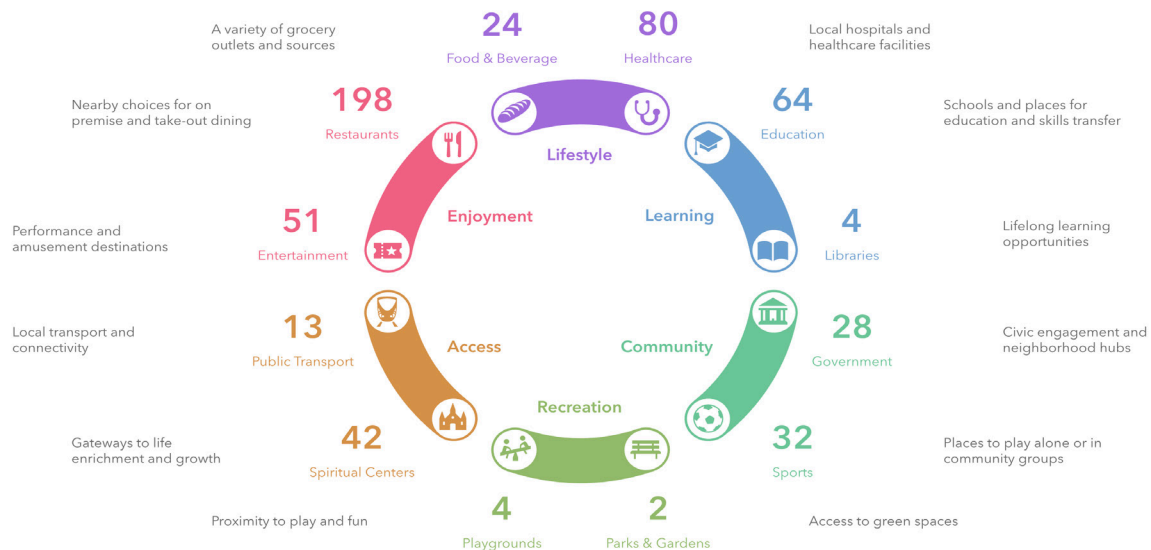 A variety of grocery
outlets and sources
24
Food & Beverage
80
Healthcare
Local hospitals and
healthcare facilities
Nearby choices for on
premise and take-out dining
198
Restaurants
64
Education
Schools and places for
education and skills transfer
Lifestyle
Enjoyment
Learning
Performance and
amusement destinations
51
Entertainment
4
Libraries
Lifelong learning
opportunities
Local transport and
connectivity
13
Public Transport
Access
Community
28
Government
Civic engagement and
neighborhood hubs
Recreation
Gateways to life
enrichment and growth
42
Spiritual Centers
32
Sports
Places to play alone or in
community groups
Proximity to play and fun
4
Playgrounds
2
Parks & Gardens
Access to green spaces